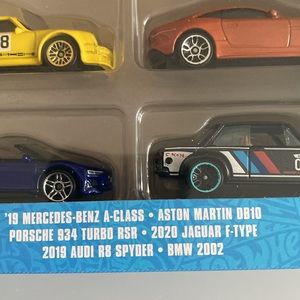 8
'19 MERCEDES-BENZ A-CLASS • ASTON MARTIN DB10
PORSCHE 934 TURBO RSR • 2020 JAGUAR F-TYPE
2019 AUDI R8 SPYDER • BMW 2002